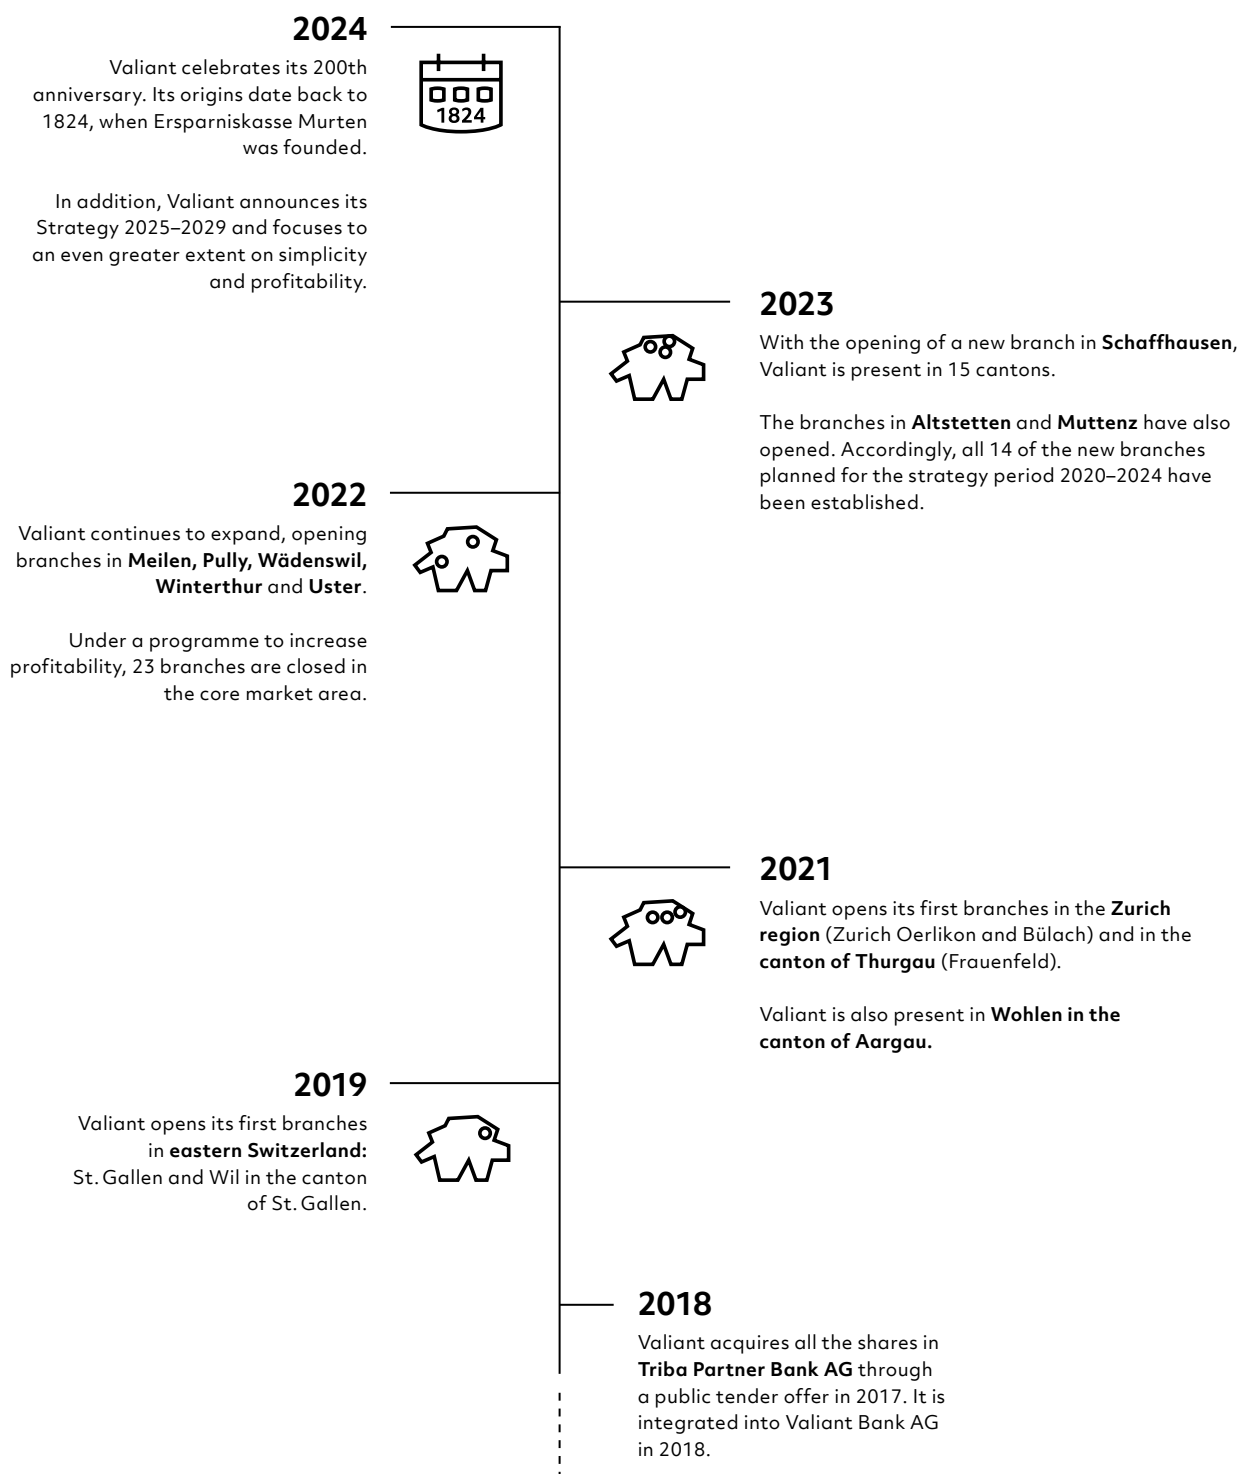 2024
Valiant celebrates its 200th
anniversary. Its origins date back to
1824, when Ersparniskasse Murten
was founded.
In addition, Valiant announces its
Strategy 2025–2029 and focuses to
an even greater extent on simplicity
and profitability.
1824
2023
With the opening of a new branch in Schaffhausen,
Valiant is present in 15 cantons.
The branches in Altstetten and Muttenz have also
opened. Accordingly, all 14 of the new branches
planned for the strategy period 2020–2024 have
been established.
2022
Valiant continues to expand, opening
branches in Meilen, Pully, Wädenswil,
Winterthur and Uster.
Under a programme to increase
profitability, 23 branches are closed in
the core market area.
2021
Valiant opens its first branches in the Zurich
region (Zurich Oerlikon and Bülach) and in the
canton of Thurgau (Frauenfeld).
Valiant is also present in Wohlen in the
canton of Aargau.
2019
Valiant opens its first branches
in eastern Switzerland:
St. Gallen and Wil in the canton
of St. Gallen.
2018
Valiant acquires all the shares in
Triba Partner Bank AG through
a public tender offer in 2017. It is
integrated into Valiant Bank AG
in 2018.